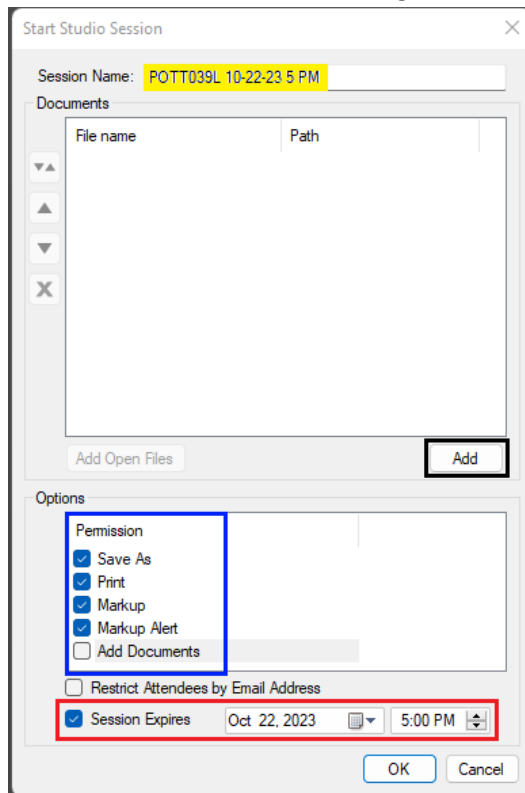 Start Studio Session
Session Name: POTT039L 10-22-23 5 PM
Documents
File name Path
Add Open Files Add
Options
Permission
Save As
Print
Markup
Markup Alert
Add Documents
Restrict Attendees by Email Address
Session Expires Oct 22, 2023 5:00 PM
OK Cancel